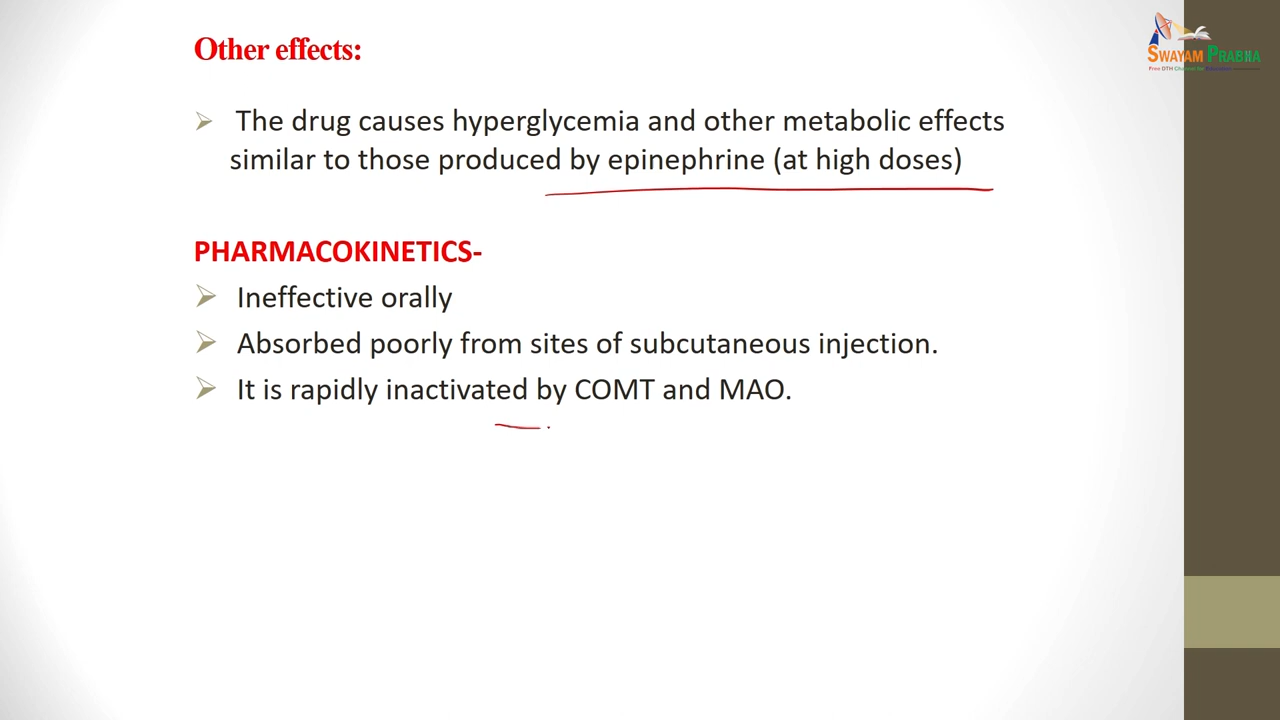 Other effects:
SWAYAM PRABHA
The drug causes hyperglycemia and other metabolic effects
similar to those produced by epinephrine (at high doses)
PHARMACOKINETICS-
Ineffective orally
Absorbed poorly from sites of subcutaneous injection.
It is rapidly inactivated by COMT and MAO.